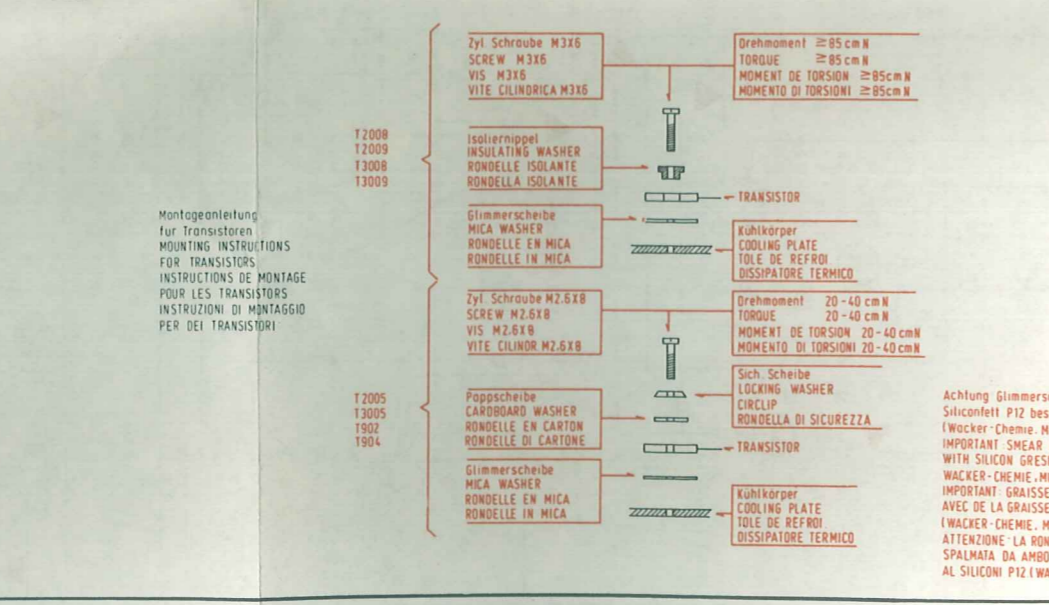 Montageanleitung
fur Transistoren
MOUNTING INSTRUCTIONS
FOR TRANSISTORS
INSTRUCTIONS DE MONTAGE
POUR LES TRANSISTORS
INSTRUZIONI DI MONTAGGIO
PER DEI TRANSISTORI
T2008
T2009
T3008
T3009
Zyl. Schraube M3X6
SCREW M3X6
VIS M3X6
VITE CILINDRICA M3X6
Drehmoment ≧85 cm N
TORQUE ≧85 cm N
MOMENT DE TORSION ≧85cm N
MOMENTO DI TORSIONI ≧85cm N
Isoliernippel
INSULATING WASHER
RONDELLE ISOLANTE
RONDELLA ISOLANTE
TRANSISTOR
Glimmerscheibe
MICA WASHER
RONDELLE EN MICA
RONDELLE IN MICA
Kühlkörper
COOLING PLATE
TOLE DE REFROI
DISSIPATORE TERMICO
T2005
T3005
T902
T904
Zyl. Schraube M2.6X8
SCREW M2.6X8
VIS M2.6X8
VITE CILINDR. M2.6X8
Drehmoment 20-40 cm N
TORQUE 20-40 cm N
MOMENT DE TORSION 20-40 cm N
MOMENTO DI TORSIONI 20-40 cm N
Sich. Scheibe
LOCKING WASHER
CIRCLIP
RONDELLA DI SICUREZZA
Pappscheibe
CARDBOARD WASHER
RONDELLE EN CARTON
RONDELLE DI CARTONE
TRANSISTOR
Glimmerscheibe
MICA WASHER
RONDELLE EN MICA
RONDELLE IN MICA
Kühlkörper
COOLING PLATE
TOLE DE REFROI.
DISSIPATORE TERMICO
Achtung Glimmersc
Siliconfett P12 bes
(Wacker-Chemie. M
IMPORTANT SMEAR
WITH SILICON GRES
WACKER-CHEMIE, M
IMPORTANT: GRAISSE
AVEC DE LA GRAISSE
(WACKER-CHEMIE. M
ATTENZIONE: LA RON
SPALMATA DA AMBO
AL SILICONI P12 (WA